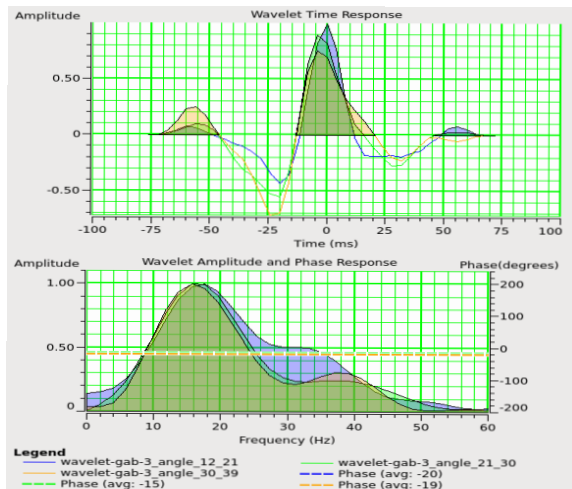 Amplitude Wavelet Time Response
0.50
0
-0.50
-100 -75 -50 -25 0 25 50 75 100
Time (ms)
Amplitude Wavelet Amplitude and Phase Response Phase(degrees)
1.00 200
100
0.50 0
-100
0 -200
0 10 20 30 40 50 60
Frequency (Hz)
Legend
wavelet-gab-3_angle_12_21 wavelet-gab-3_angle_21_30
wavelet-gab-3_angle_30_39 Phase (avg: -20)
Phase (avg: -15) Phase (avg: -19)